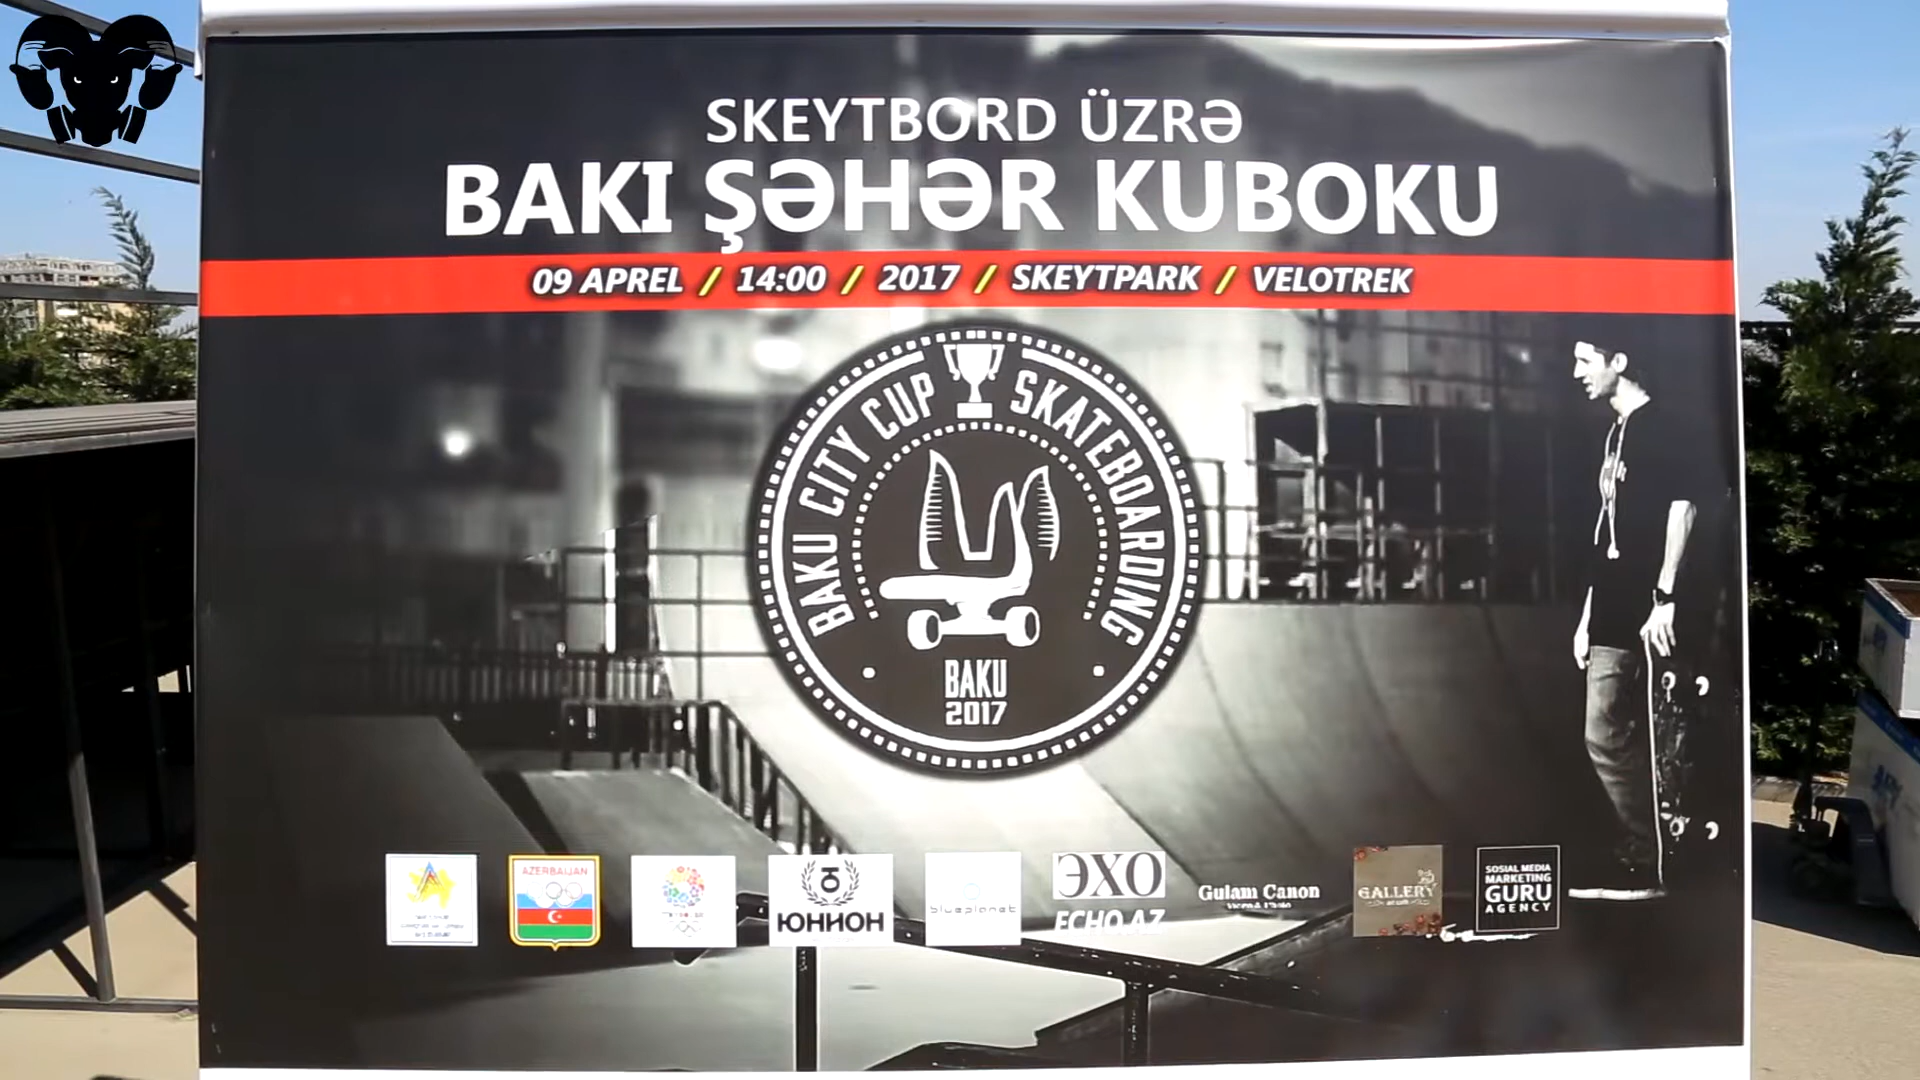 SKEYTBORD ÜZRƏ
BAKI ŞƏHƏR KUBOKU
09 APREL / 14:00 / 2017 / SKEYTPARK / VELOTREK
BAKU CITY CUP SKATEBOARDING
BAKU
2017
AZERBAIJAN
ЮНИОН
blueplanet
ЭХО
ECHO.AZ
Gulam Canon
GALLERY
SOSIAL MEDIA
MARKETING
GURU
AGENCY